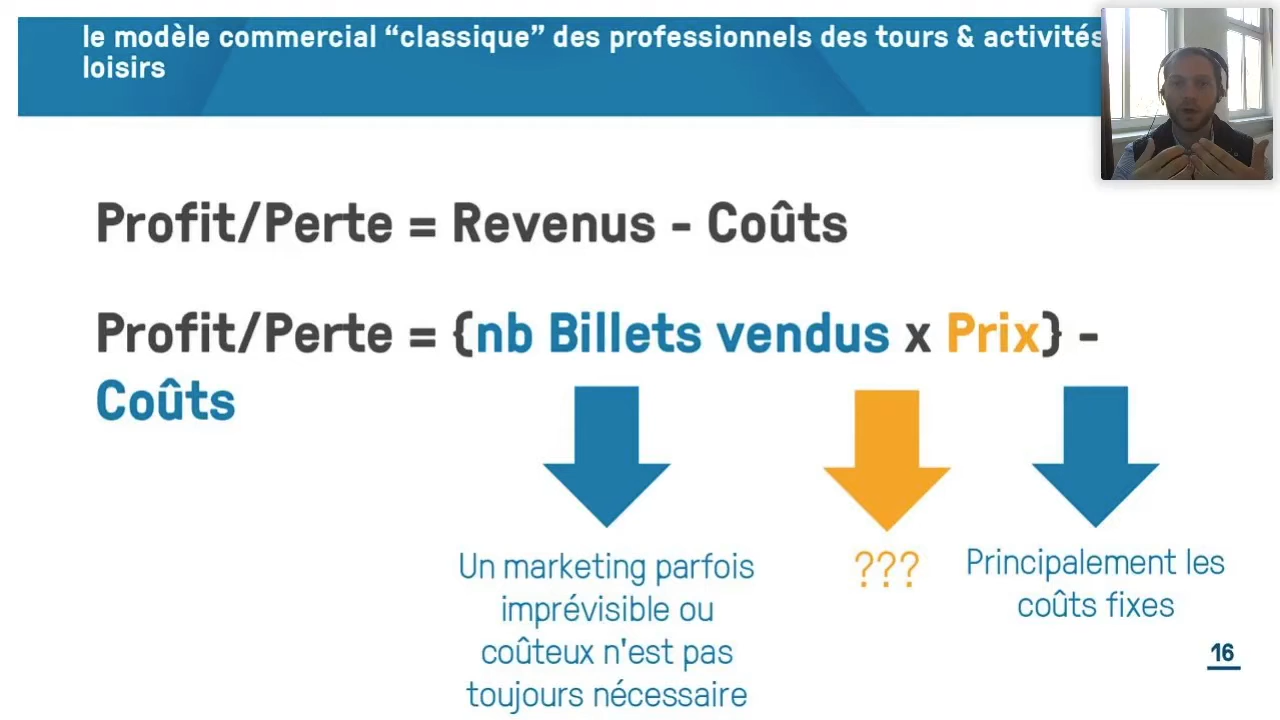 le modèle commercial “classique” des professionnels des tours & activités
loisirs
Profit/Perte = Revenus - Coûts
Profit/Perte = {nb Billets vendus x Prix} -
Coûts
Un marketing parfois
imprévisible ou
coûteux n'est pas
toujours nécessaire
???
Principalement les
coûts fixes
16